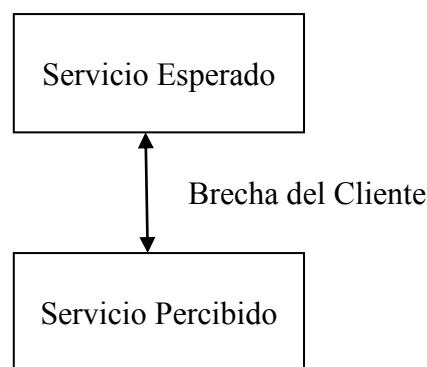 Servicio Esperado
Brecha del Cliente
Servicio Percibido